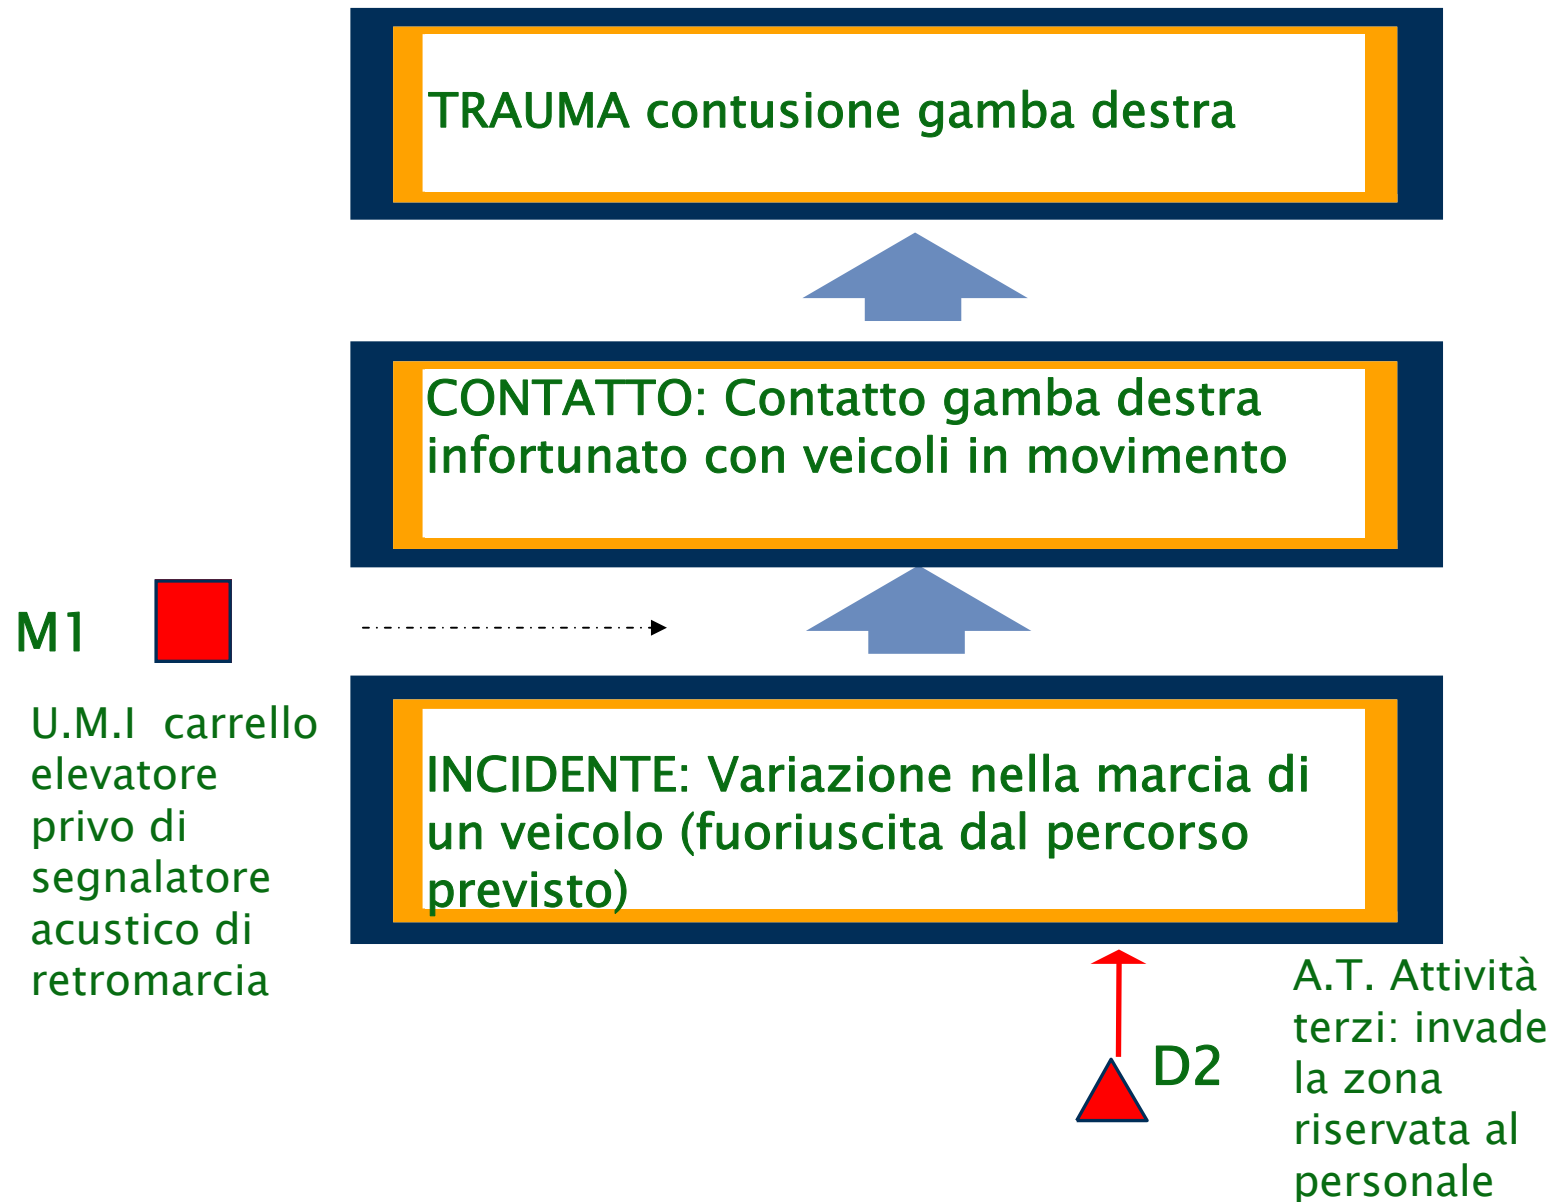 TRAUMA contusione gamba destra
CONTATTO: Contatto gamba destra
infortunato con veicoli in movimento
M1
U.M.I carrello
elevatore
privo di
segnalatore
acustico di
retromarcia
INCIDENTE: Variazione nella marcia di
un veicolo (fuoriuscita dal percorso
previsto)
D2
A.T. Attività
terzi: invade
la zona
riservata al
personale